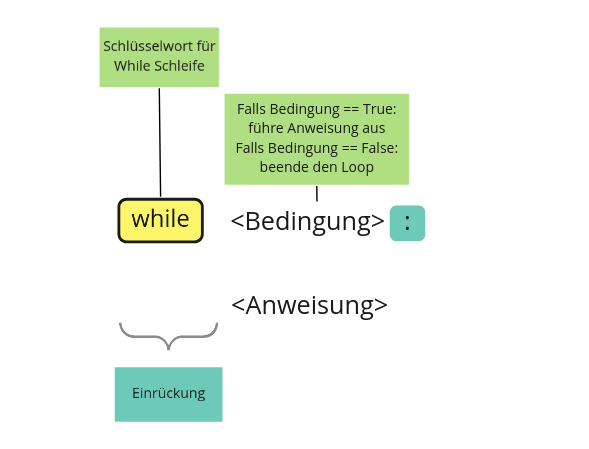 Schlüsselwort für
While Schleife
Falls Bedingung == True:
führe Anweisung aus
Falls Bedingung == False:
beende den Loop
while <Bedingung> :
<Anweisung>
Einrückung